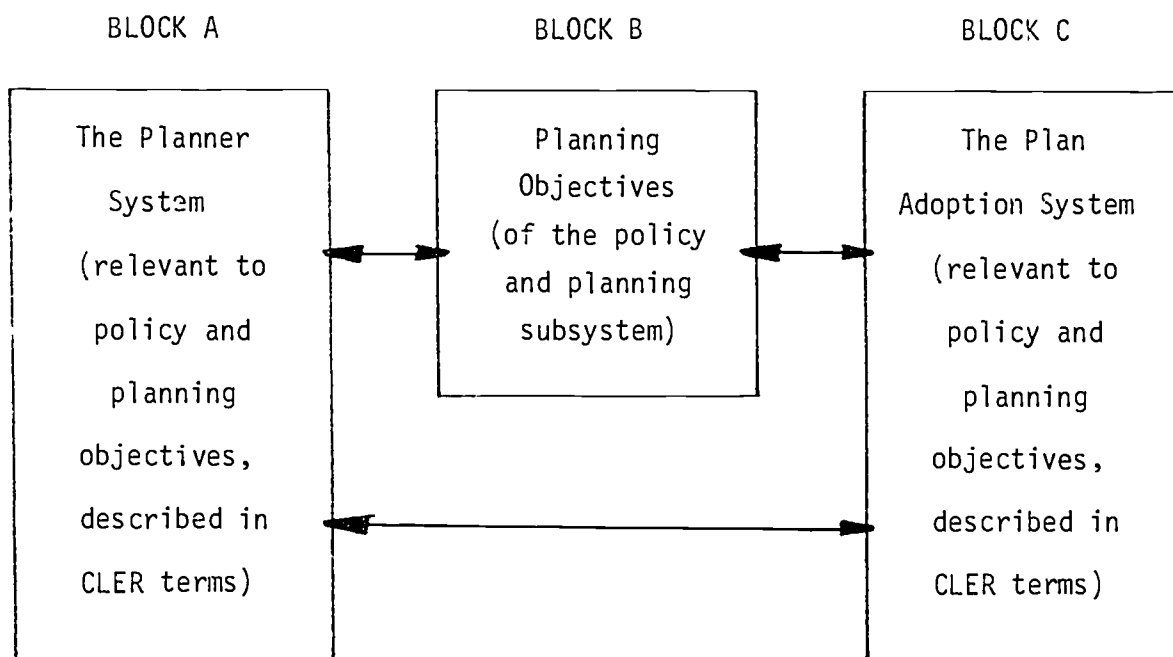 BLOCK A
BLOCK B
BLOCK C
The Planner
System
(relevant to
policy and
planning
objectives,
described in
CLER terms)
Planning
Objectives
(of the policy
and planning
subsystem)
The Plan
Adoption System
(relevant to
policy and
planning
objectives,
described in
CLER terms)